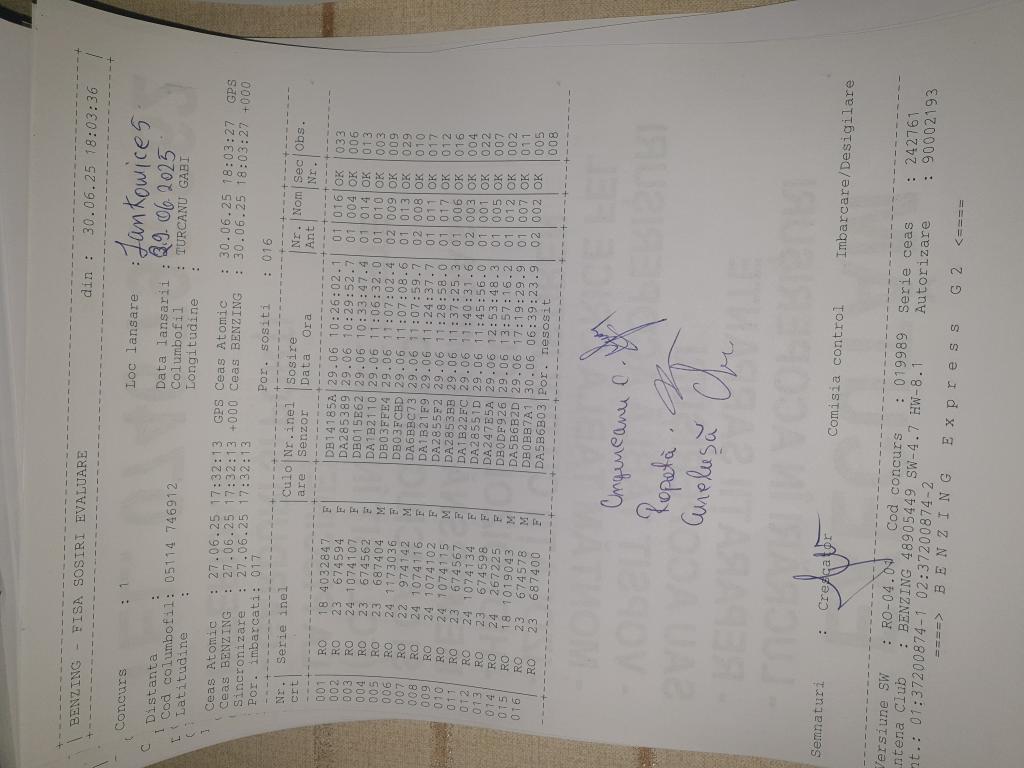 BENZING - FISA SOSIRI EVALUARE
din : 30.06.25 18:03:36
Concurs : 1
Loc lansare : Jankowices
Distanta :
Data lansarii : 29.06.2025
Cod columbofil: 05114 746912
Columbofil : TURCANU GABI
Latitudine :
Longitudine :
Ceas Atomic : 27.06.25 17:32:13 GPS Ceas Atomic : 30.06.25 18:03:27 GPS
Ceas BENZING : 27.06.25 17:32:13 +000 Ceas BENZING : 30.06.25 18:03:27 +000
Sincronizare : 27.06.25 17:32:13
Por. imbarcati: 017 Por. sositi : 016
Nr. Serie inel Culo Nr.inel Sosire Nr. Nom Sec Obs.
crt are Senzor Data Ora Ant Nr.
001 RO 18 4032847 F DB14185A 29.06 10:26:02.1 01 016 OK 033
002 RO 23 674594 F DA285389 29.06 10:29:52.7 01 004 OK 006
003 RO 24 1074107 F DB015E62 29.06 10:33:47.4 01 014 OK 013
004 RO 23 674562 F DA1B2110 29.06 11:06:32.0 01 010 OK 003
005 RO 23 687404 M DB03FFE4 29.06 11:07:02.4 02 009 OK 009
006 RO 24 1173036 M DB03FCBD 29.06 11:07:08.6 01 013 OK 029
007 RO 22 974142 M DA6BBC73 29.06 11:07:59.7 02 008 OK 010
008 RO 24 1074116 F DA1B21F9 29.06 11:24:37.7 01 011 OK 017
009 RO 24 1074102 F DA2855F2 29.06 11:28:58.0 01 017 OK 012
010 RO 24 1074115 M DA2853BB 29.06 11:37:25.3 01 006 OK 016
011 RO 23 674567 F DA1B22FC 29.06 11:40:31.6 02 003 OK 004
012 RO 24 1074134 F DA2855FD 29.06 11:45:56.0 01 001 OK 022
013 RO 23 674598 F DA247E5A 29.06 12:53:48.3 01 005 OK 007
014 RO 24 267225 F DB0DF926 29.06 13:57:16.2 01 012 OK 002
015 RO 18 1019043 M DA5B6B2D 29.06 17:19:29.9 01 007 OK 011
016 RO 23 674578 M DB0BB7A1 30.06 06:39:23.9 02 002 OK 005
RO 23 687400 F DA5B6B03 Por. nesosit 008
Ungureanu C.
Popată.
Semnaturi : Crescator Comisia control Imbarcare/Desigilare
Versiune SW : RO-04.01 Cod concurs : 019989 Serie ceas : 242761
ntena Club : BENZING 48905449 SW-4.7 HW-8.1 Autorizare : 90002193
nt.: 01:37200874-1 02:37200874-2
====> B E N Z I N G E x p r e s s G 2 <====